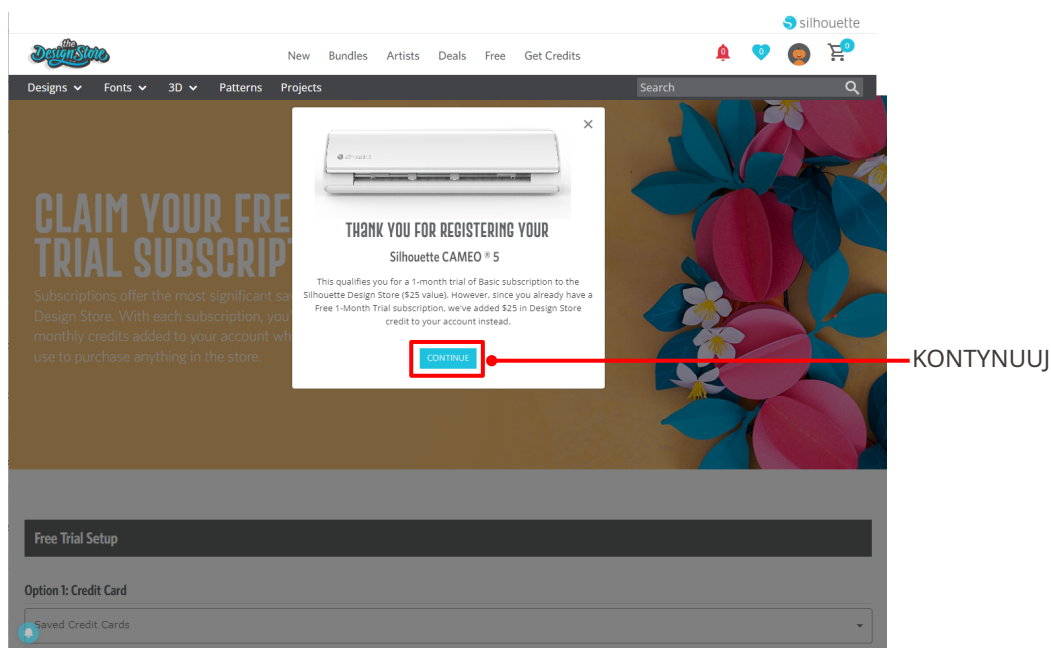 silhouette
the Design Store
New Bundles Artists Deals Free Get Credits
0 0 0
Designs Fonts 3D Patterns Projects Search
silhouette
CLAIM YOUR FRE
TRIAL SUBSCRIP
Subscriptions offer the most significant sa
Design Store. With each subscription, you'
monthly credits added to your account wh
use to purchase anything in the store.
THANK YOU FOR REGISTERING YOUR
Silhouette CAMEO ® 5
This qualifies you for a 1-month trial of Basic subscription to the
Silhouette Design Store ($25 value). However, since you already have a
Free 1-Month Trial subscription, we've added $25 in Design Store
credit to your account instead.
CONTINUE
KONTYNUUJ
Free Trial Setup
Option 1: Credit Card
Saved Credit Cards